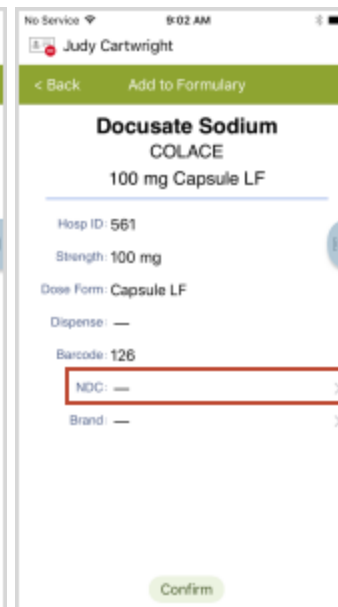 No Service 9:02 AM
Judy Cartwright
< Back Add to Formulary
Docusate Sodium
COLACE
100 mg Capsule LF
Hosp ID: 561
Strength: 100 mg
Dose Form: Capsule LF
Dispense: —
Barcode: 126
NDC: —
Brand: —
Confirm